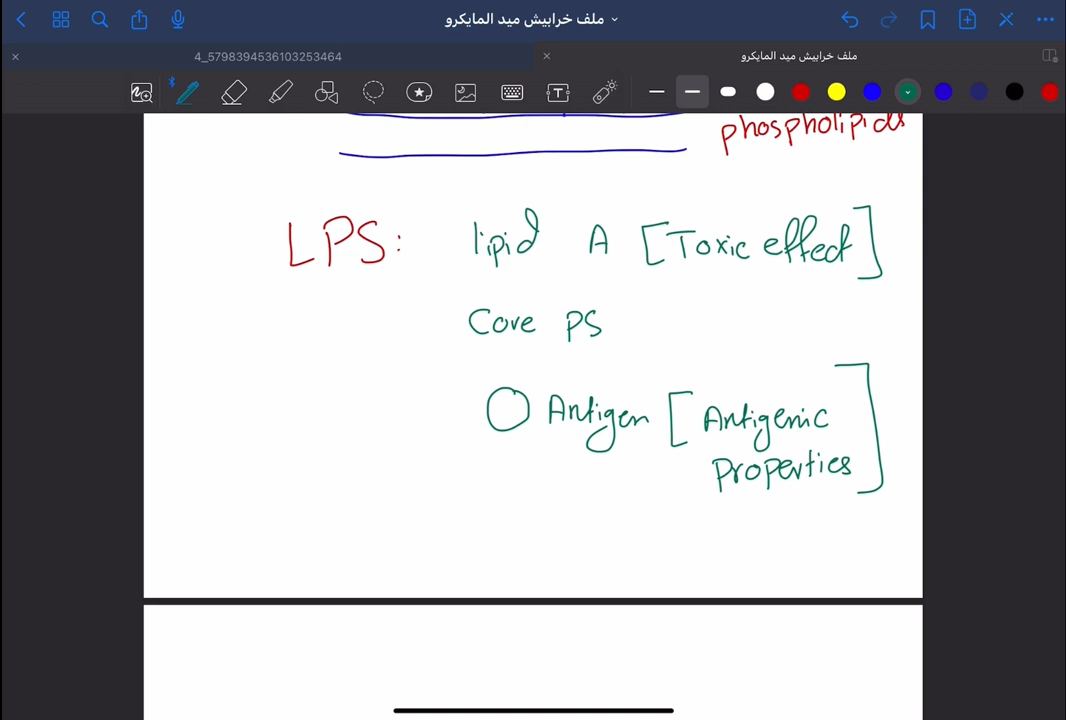 ملف خرابيش ميد المايكرو
4_5798394536103253464
ملف خرابيش ميد المايكرو
T
phospholipids
LPS: lipid A [Toxic effect]
Core PS
O Antigen [Antigenic
Properties]